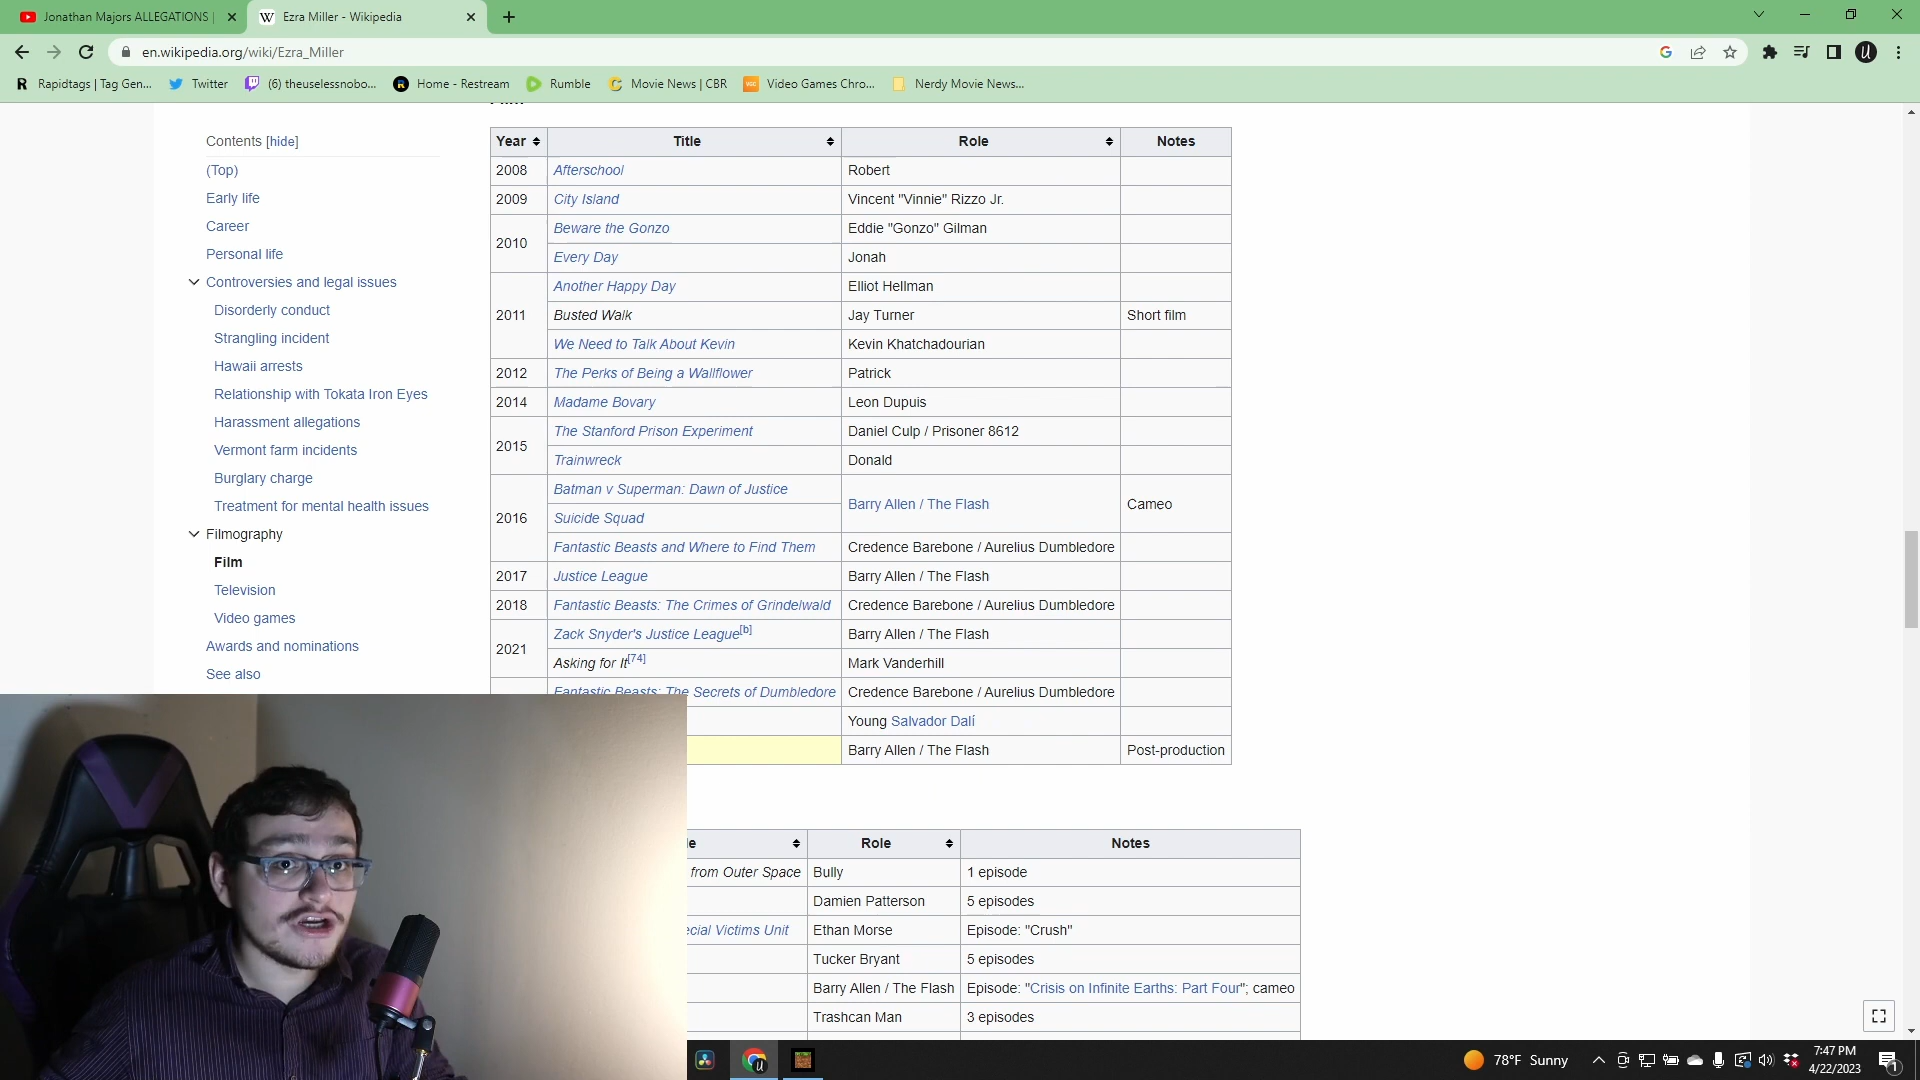 Jonathan Majors ALLEGATIONS |
Ezra Miller - Wikipedia
en.wikipedia.org/wiki/Ezra_Miller
Rapidtags | Tag Gen...
Twitter
(6) theuselessnobo...
Home - Restream
Rumble
Movie News | CBR
Video Games Chro...
Nerdy Movie News...
Contents [hide]
(Top)
Early life
Career
Personal life
Controversies and legal issues
Disorderly conduct
Strangling incident
Hawaii arrests
Relationship with Tokata Iron Eyes
Harassment allegations
Vermont farm incidents
Burglary charge
Treatment for mental health issues
Filmography
Film
Television
Video games
Awards and nominations
See also
Year Title Role Notes
2008 Afterschool Robert
2009 City Island Vincent "Vinnie" Rizzo Jr.
2010 Beware the Gonzo Eddie "Gonzo" Gilman
Every Day Jonah
2011 Another Happy Day Elliot Hellman
Busted Walk Jay Turner Short film
We Need to Talk About Kevin Kevin Khatchadourian
2012 The Perks of Being a Wallflower Patrick
2014 Madame Bovary Leon Dupuis
2015 The Stanford Prison Experiment Daniel Culp / Prisoner 8612
Trainwreck Donald
2016 Batman v Superman: Dawn of Justice Barry Allen / The Flash Cameo
Suicide Squad
Fantastic Beasts and Where to Find Them Credence Barebone / Aurelius Dumbledore
2017 Justice League Barry Allen / The Flash
2018 Fantastic Beasts: The Crimes of Grindelwald Credence Barebone / Aurelius Dumbledore
2021 Zack Snyder's Justice League[b] Barry Allen / The Flash
Asking for It[74] Mark Vanderhill
Fantastic Beasts: The Secrets of Dumbledore Credence Barebone / Aurelius Dumbledore
Young Salvador Dalí
Barry Allen / The Flash Post-production
le Role Notes
from Outer Space Bully 1 episode
Damien Patterson 5 episodes
ecial Victims Unit Ethan Morse Episode: "Crush"
Tucker Bryant 5 episodes
Barry Allen / The Flash Episode: "Crisis on Infinite Earths: Part Four"; cameo
Trashcan Man 3 episodes
78°F Sunny
7:47 PM
4/22/2023